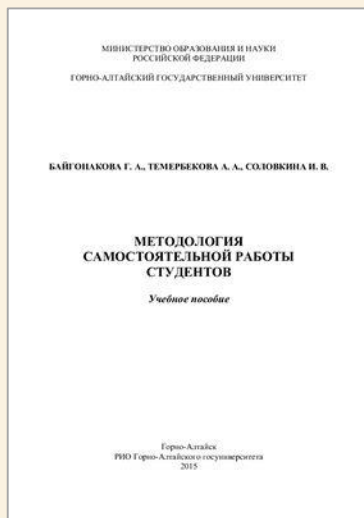 МИНИСТЕРСТВО ОБРАЗОВАНИЯ И НАУКИ
РОССИЙСКОЙ ФЕДЕРАЦИИ
ГОРНО-АЛТАЙСКИЙ ГОСУДАРСТВЕННЫЙ УНИВЕРСИТЕТ
БАЙГОНАКОВА Г. А., ТЕМЕРБЕКОВА А. А., СОЛОВКИНА И. В.
МЕТОДОЛОГИЯ
САМОСТОЯТЕЛЬНОЙ РАБОТЫ
СТУДЕНТОВ
Учебное пособие
Горно-Алтайск
РИО Горно-Алтайского госуниверситета
2015